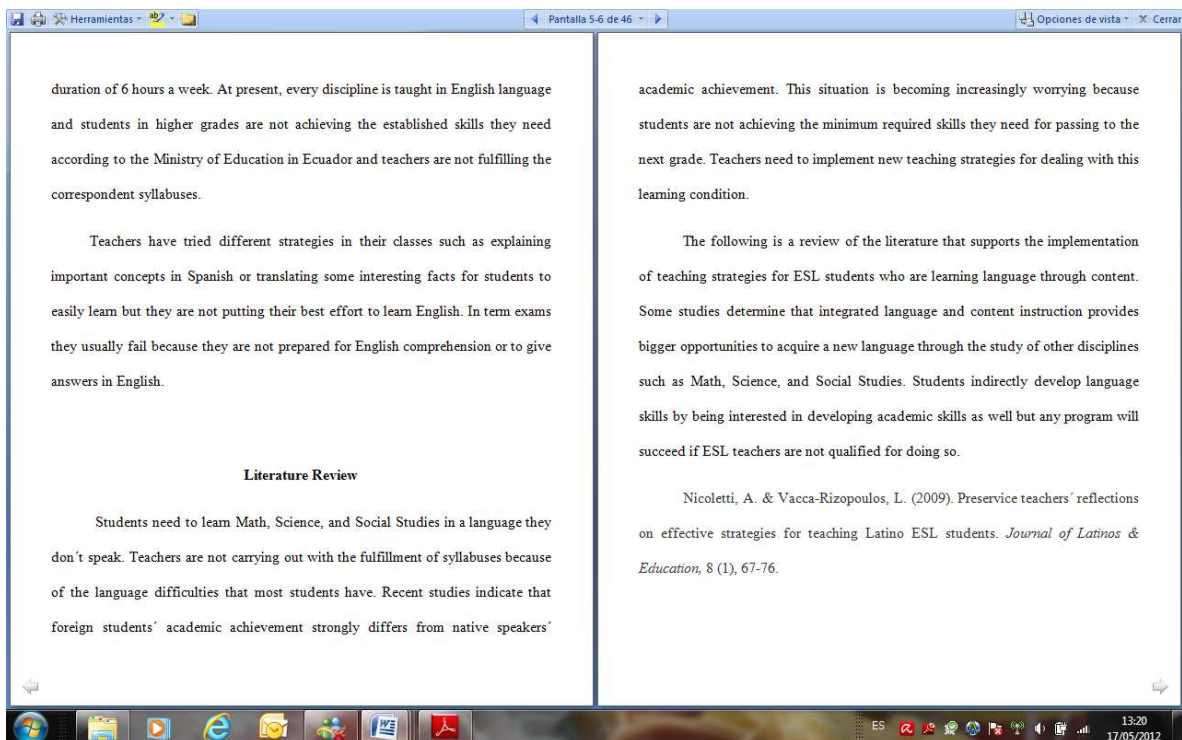 Herramientas
Pantalla 5-6 de 46
Opciones de vista
Cerrar
duration of 6 hours a week. At present, every discipline is taught in English language
and students in higher grades are not achieving the established skills they need
according to the Ministry of Education in Ecuador and teachers are not fulfilling the
correspondent syllabuses.
Teachers have tried different strategies in their classes such as explaining
important concepts in Spanish or translating some interesting facts for students to
easily learn but they are not putting their best effort to learn English. In term exams
they usually fail because they are not prepared for English comprehension or to give
answers in English.
Literature Review
Students need to learn Math, Science, and Social Studies in a language they
don´t speak. Teachers are not carrying out with the fulfillment of syllabuses because
of the language difficulties that most students have. Recent studies indicate that
foreign students´ academic achievement strongly differs from native speakers´
academic achievement. This situation is becoming increasingly worrying because
students are not achieving the minimum required skills they need for passing to the
next grade. Teachers need to implement new teaching strategies for dealing with this
learning condition.
The following is a review of the literature that supports the implementation
of teaching strategies for ESL students who are learning language through content.
Some studies determine that integrated language and content instruction provides
bigger opportunities to acquire a new language through the study of other disciplines
such as Math, Science, and Social Studies. Students indirectly develop language
skills by being interested in developing academic skills as well but any program will
succeed if ESL teachers are not qualified for doing so.
Nicoletti, A. & Vacca-Rizopoulos, L. (2009). Preservice teachers´ reflections
on effective strategies for teaching Latino ESL students. Journal of Latinos &
Education, 8 (1), 67-76.
ES
13:20
17/05/2012